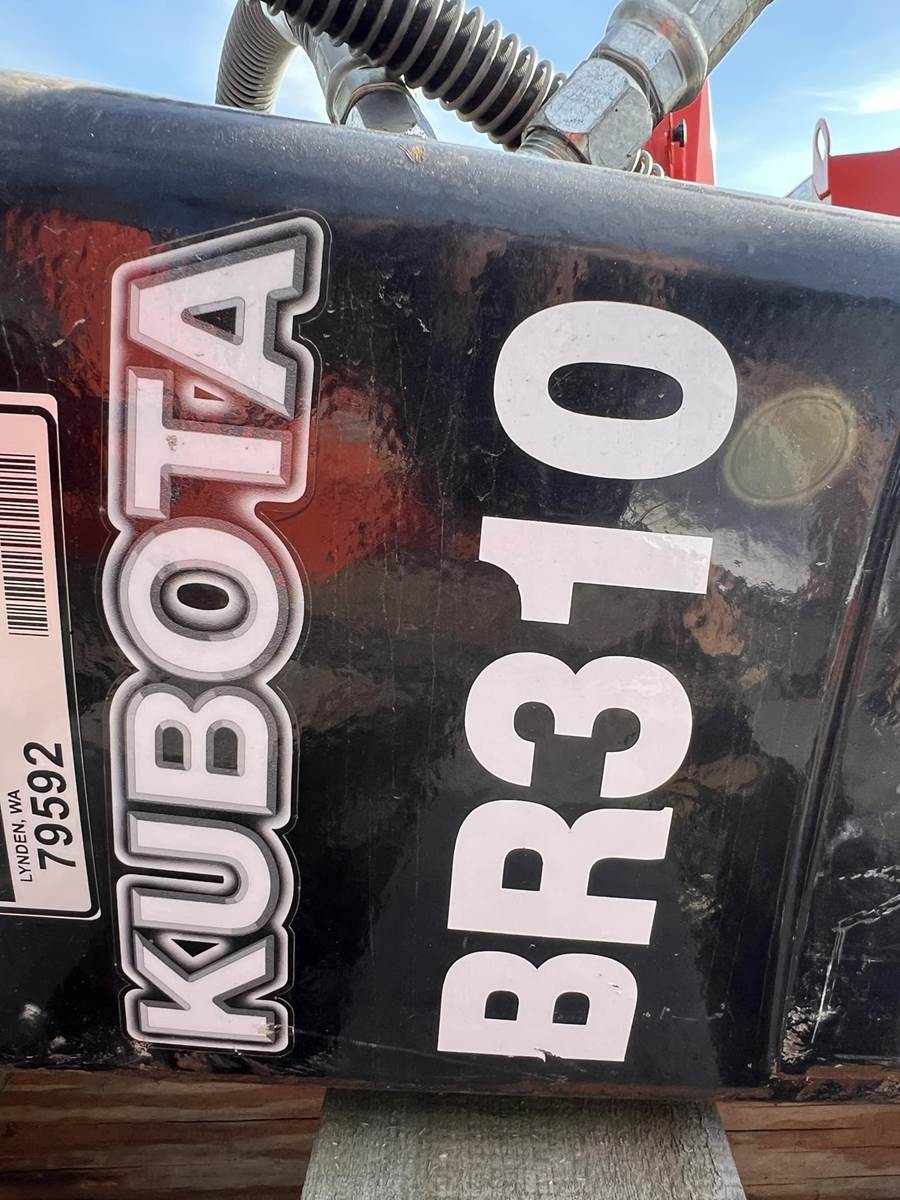 LYNDEN, WA
79592
KUBOTA
BR310